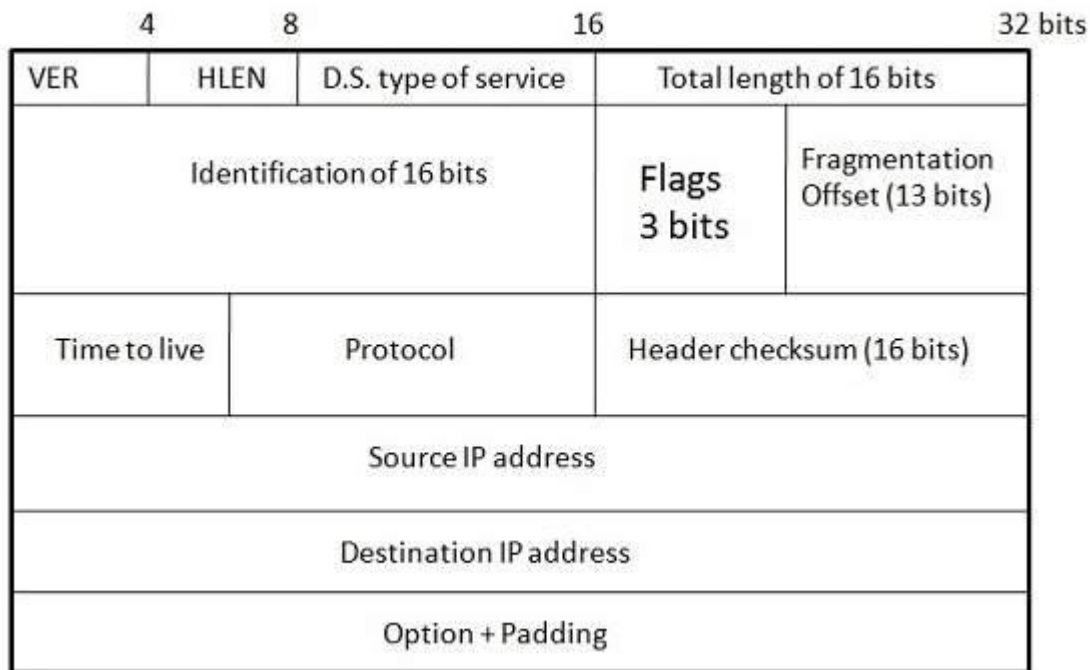 4 8 16 32 bits
VER HLEN D.S. type of service Total length of 16 bits
Identification of 16 bits
Flags
3 bits
Fragmentation
Offset (13 bits)
Time to live Protocol Header checksum (16 bits)
Source IP address
Destination IP address
Option + Padding